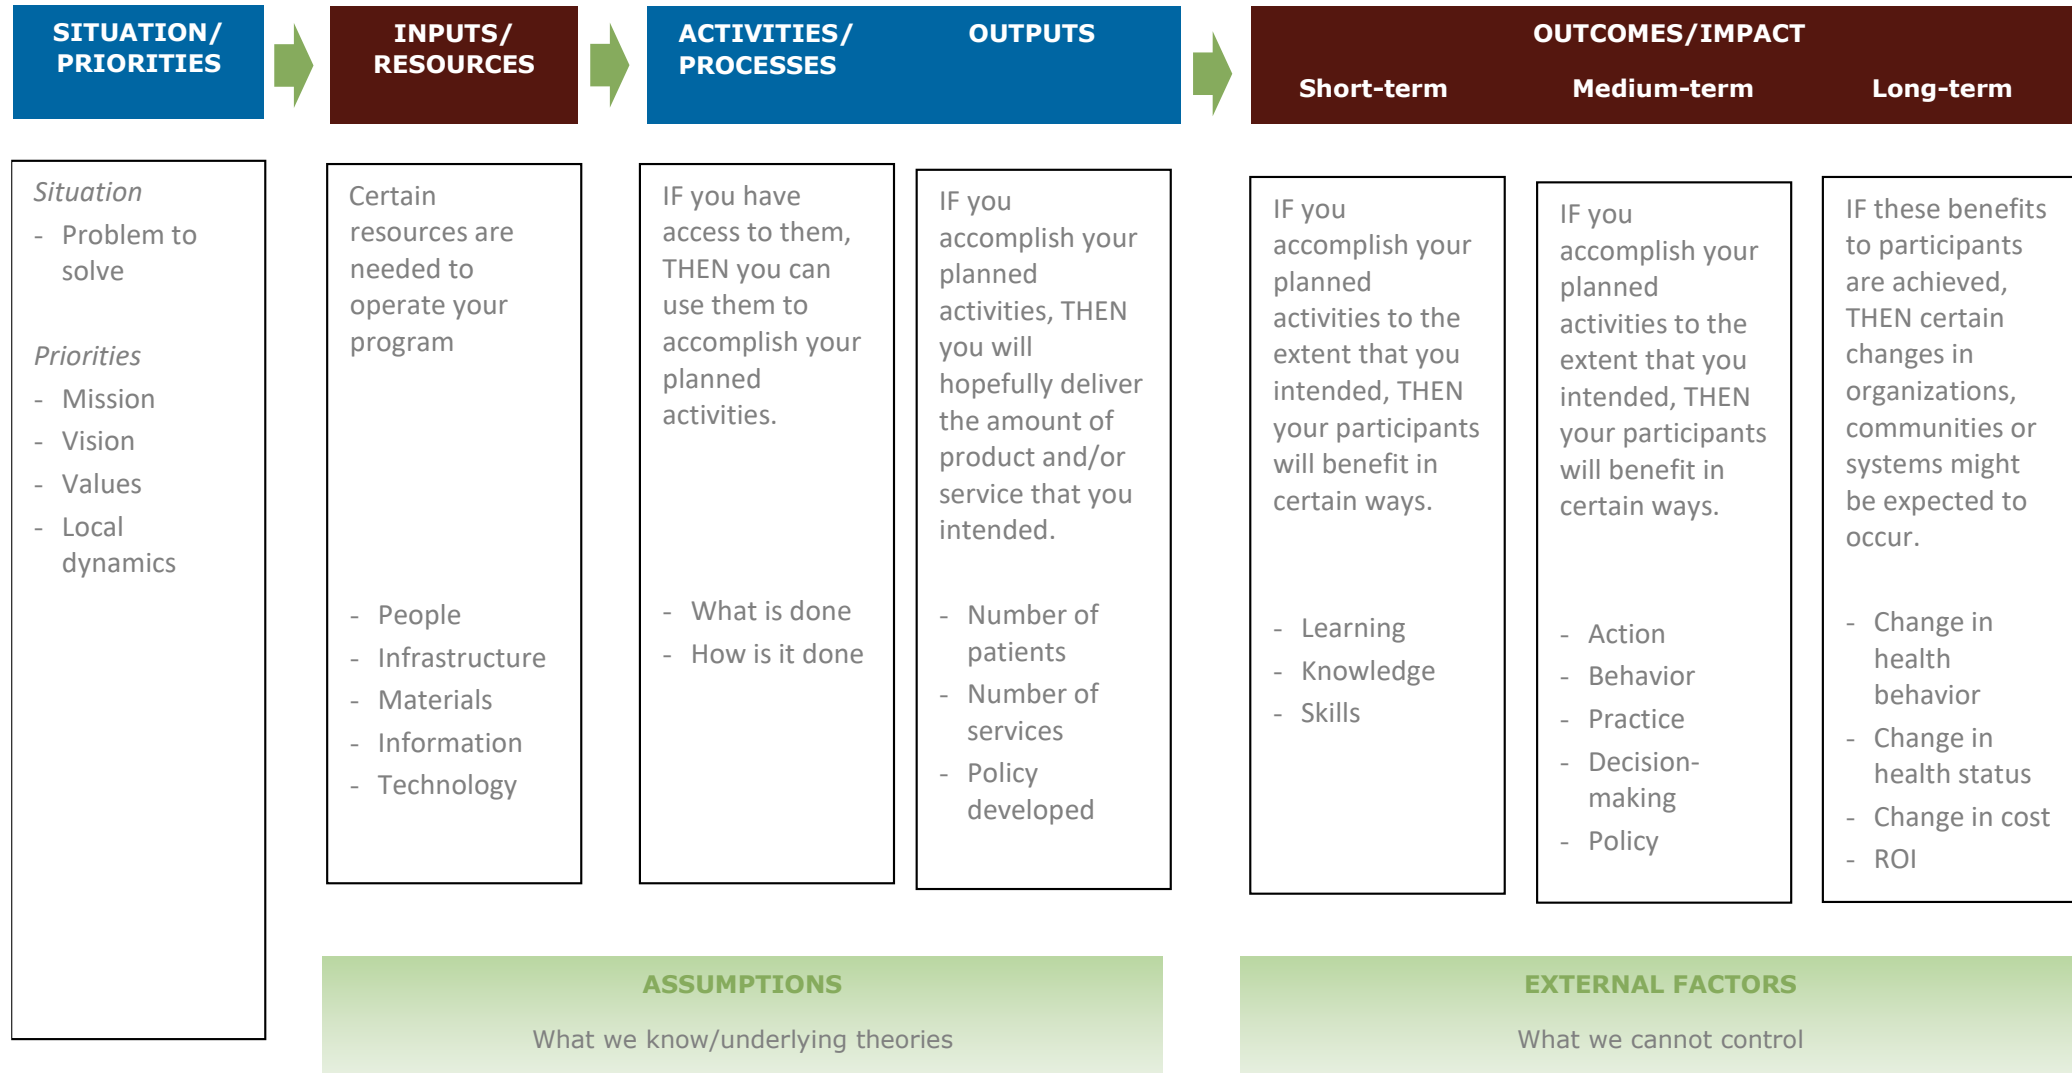 SITUATION/
PRIORITIES
INPUTS/
RESOURCES
ACTIVITIES/
PROCESSES
OUTPUTS
OUTCOMES/IMPACT
Short-term
Medium-term
Long-term
Situation
- Problem to
solve
Priorities
- Mission
- Vision
- Values
- Local
dynamics
Certain
resources are
needed to
operate your
program
- People
- Infrastructure
- Materials
- Information
- Technology
IF you have
access to them,
THEN you can
use them to
accomplish your
planned
activities.
- What is done
- How is it done
IF you
accomplish your
planned
activities, THEN
you will
hopefully deliver
the amount of
product and/or
service that you
intended.
- Number of
patients
- Number of
services
- Policy
developed
IF you
accomplish your
planned
activities to the
extent that you
intended, THEN
your participants
will benefit in
certain ways.
- Learning
- Knowledge
- Skills
IF you
accomplish your
planned
activities to the
extent that you
intended, THEN
your participants
will benefit in
certain ways.
- Action
- Behavior
- Practice
- Decision-
making
- Policy
IF these benefits
to participants
are achieved,
THEN certain
changes in
organizations,
communities or
systems might
be expected to
occur.
- Change in
health
behavior
- Change in
health status
- Change in cost
- ROI
ASSUMPTIONS
What we know/underlying theories
EXTERNAL FACTORS
What we cannot control